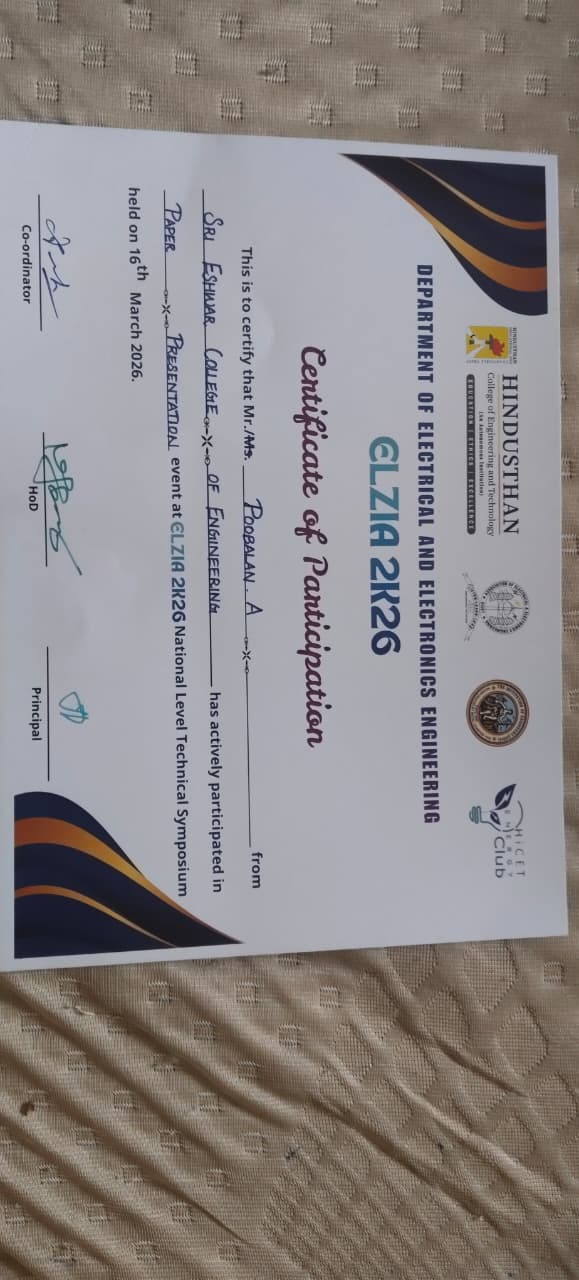 HINDUSTHAN
College of Engineering and Technology
(An Autonomous Institution)
EDUCATION • ETHICS • EXCELLENCE
HiCET
ENERGY
Club
DEPARTMENT OF ELECTRICAL AND ELECTRONICS ENGINEERING
ELZIA 2K26
Certificate of Participation
This is to certify that Mr./Ms. POOBALAN. A from
SRI ESHWAR COLLEGE OF ENGINEERING has actively participated in
PAPER PRESENTATION event at ELZIA 2K26 National Level Technical Symposium
held on 16th March 2026.
Co-ordinator HoD Principal